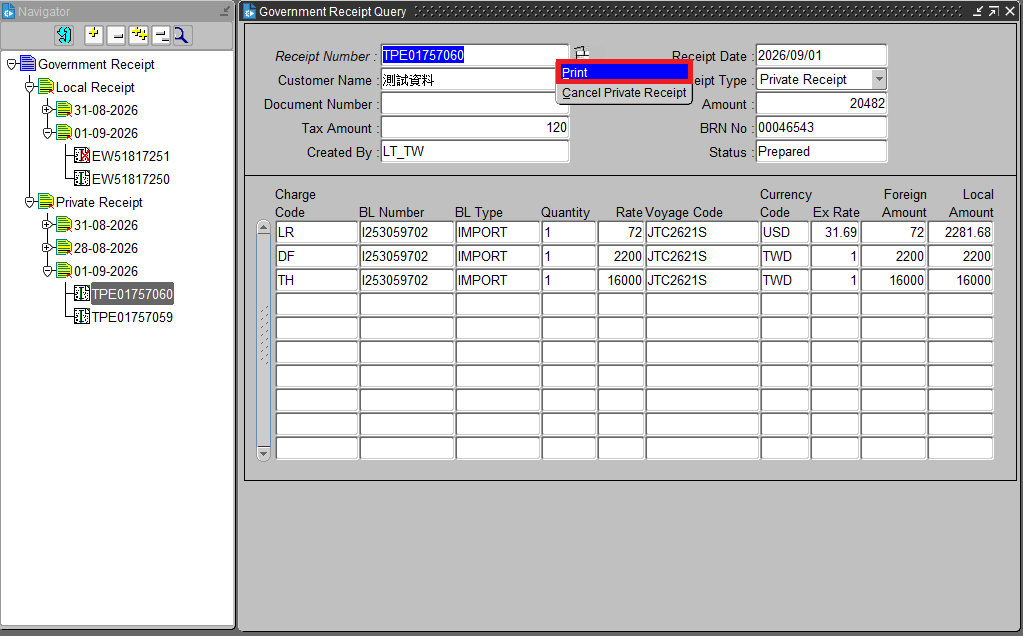 Navigator
Government Receipt
Local Receipt
31-08-2026
01-09-2026
EW51817251
EW51817250
Private Receipt
31-08-2026
28-08-2026
01-09-2026
TPE01757060
TPE01757059
Government Receipt Query
Receipt Number : TPE01757060 Receipt Date : 2026/09/01
Print
Customer Name : 測試資料 eipt Type : Private Receipt
Cancel Private Receipt
Document Number : Amount : 20482
Tax Amount : 120 BRN No : 00046543
Created By : LT_TW Status : Prepared
Charge Code BL Number BL Type Quantity Rate Voyage Code Currency Code Ex Rate Foreign Amount Local Amount
LR I253059702 IMPORT 1 72 JTC2621S USD 31.69 72 2281.68
DF I253059702 IMPORT 1 2200 JTC2621S TWD 1 2200 2200
TH I253059702 IMPORT 1 16000 JTC2621S TWD 1 16000 16000